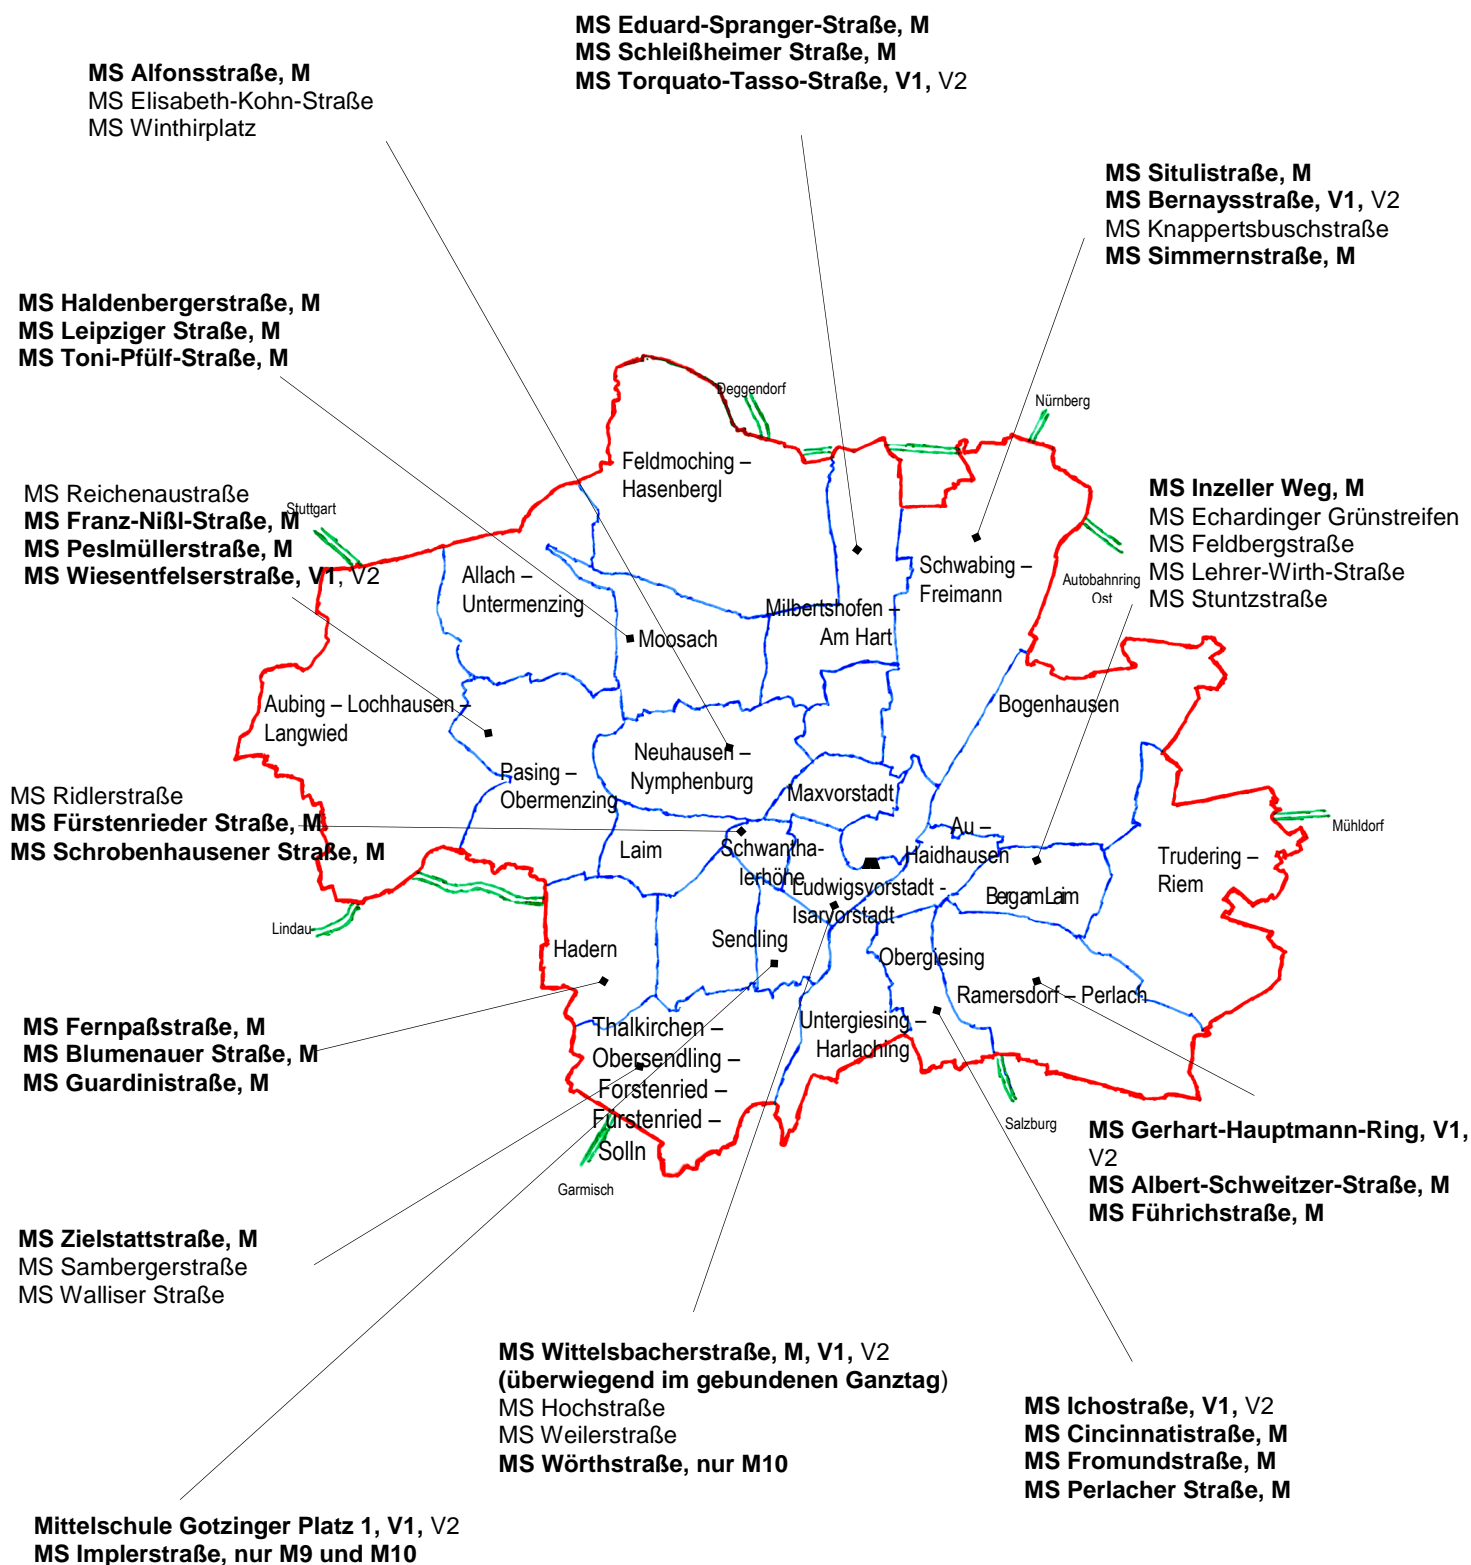 MS Eduard-Spranger-Straße, M
MS Schleißheimer Straße, M
MS Torquato-Tasso-Straße, V1, V2
MS Alfonsstraße, M
MS Elisabeth-Kohn-Straße
MS Winthirplatz
MS Situlistraße, M
MS Bernaysstraße, V1, V2
MS Knappertsbuschstraße
MS Simmernstraße, M
MS Haldenbergerstraße, M
MS Leipziger Straße, M
MS Toni-Pfülf-Straße, M
Deggendorf
Nürnberg
Feldmoching –
Hasenbergl
MS Reichenaustraße
MS Franz-Nißl-Straße, M
MS Peslmüllerstraße, M
MS Wiesentfelserstraße, V1, V2
Stuttgart
MS Inzeller Weg, M
MS Echardinger Grünstreifen
MS Feldbergstraße
MS Lehrer-Wirth-Straße
MS Stuntzstraße
Allach –
Untermenzing
Schwabing –
Freimann
Autobahnring
Ost
Milbertshofen –
Am Hart
Moosach
Aubing – Lochhausen –
Langwied
Bogenhausen
Neuhausen –
Nymphenburg
Pasing –
Obermenzing
Maxvorstadt
MS Ridlerstraße
MS Fürstenrieder Straße, M
MS Schrobenhausener Straße, M
Laim
Schwantha-
lerhöhe
Au –
Haidhausen
Mühldorf
Trudering –
Riem
Ludwigsvorstadt -
Isarvorstadt
Berg am Laim
Lindau
Hadern
Sendling
Obergiesing
Ramersdorf – Perlach
Untergiesing –
Harlaching
MS Fernpaßstraße, M
MS Blumenauer Straße, M
MS Guardinistraße, M
Thalkirchen –
Obersendling –
Forstenried –
Fürstenried –
Solln
Garmisch
Salzburg
MS Gerhart-Hauptmann-Ring, V1,
V2
MS Albert-Schweitzer-Straße, M
MS Führichstraße, M
MS Zielstattstraße, M
MS Sambergerstraße
MS Walliser Straße
MS Wittelsbacherstraße, M, V1, V2
(überwiegend im gebundenen Ganztag)
MS Hochstraße
MS Weilerstraße
MS Wörthstraße, nur M10
MS Ichostraße, V1, V2
MS Cincinnatistraße, M
MS Fromundstraße, M
MS Perlacher Straße, M
Mittelschule Gotzinger Platz 1, V1, V2
MS Implerstraße, nur M9 und M10